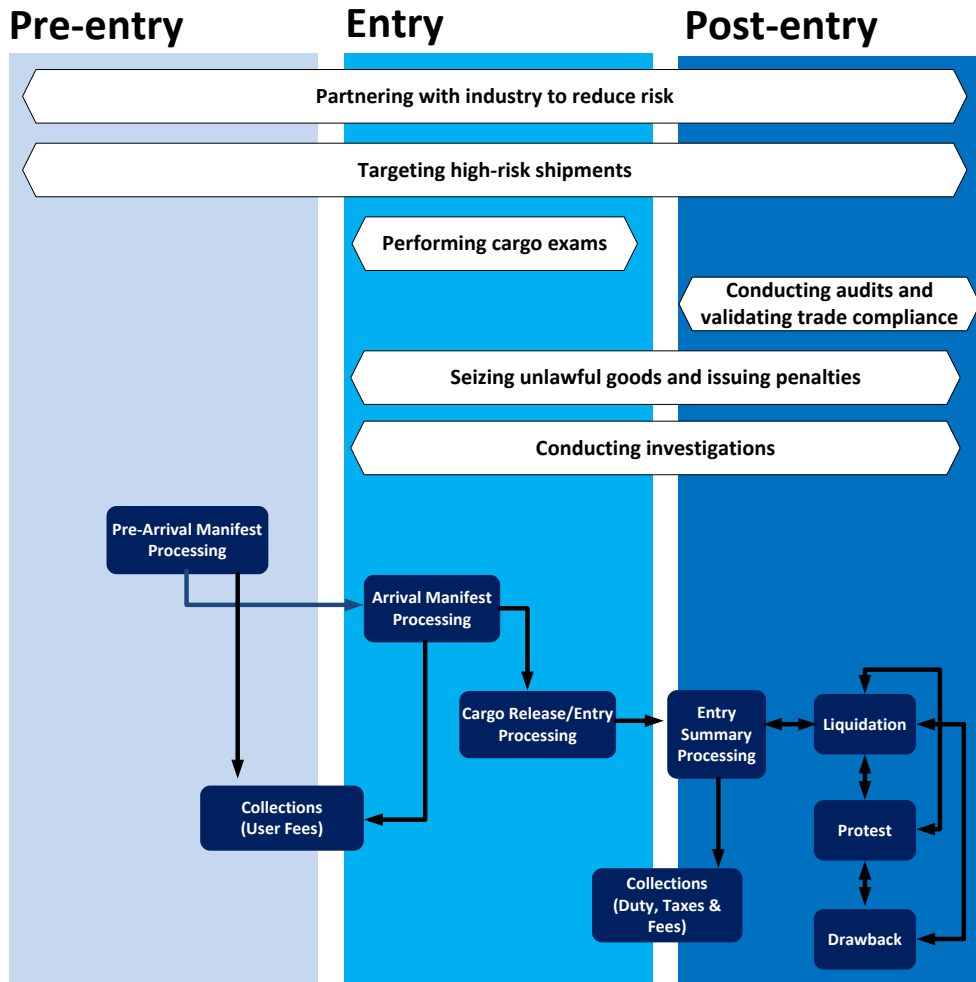 Pre-entry
Entry
Post-entry
Partnering with industry to reduce risk
Targeting high-risk shipments
Performing cargo exams
Conducting audits and
validating trade compliance
Seizing unlawful goods and issuing penalties
Conducting investigations
Pre-Arrival Manifest
Processing
Arrival Manifest
Processing
Cargo Release/Entry
Processing
Entry
Summary
Processing
Liquidation
Collections
(User Fees)
Protest
Collections
(Duty, Taxes &
Fees)
Drawback